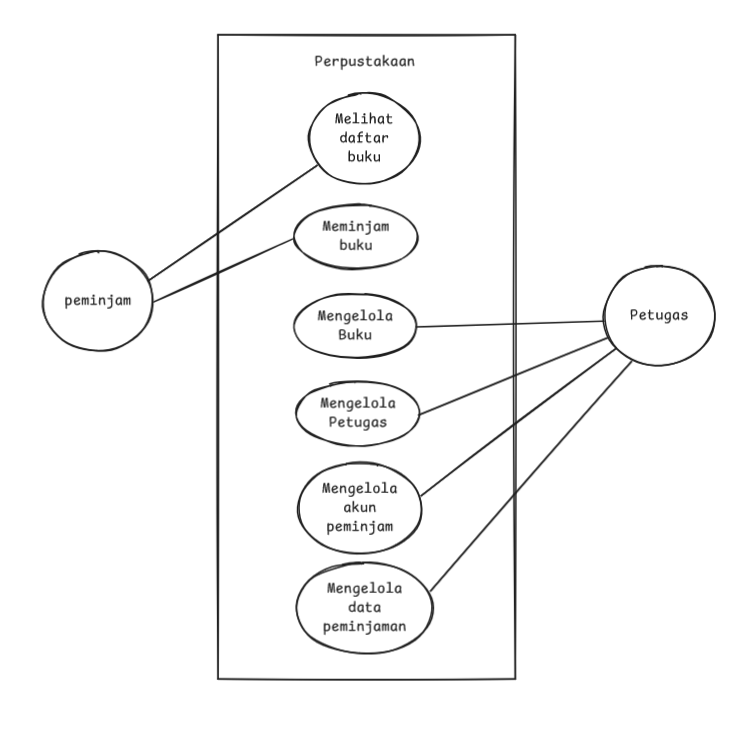 Perpustakaan
Melihat
daftar
buku
Meminjam
buku
peminjam
Mengelola
Buku
Petugas
Mengelola
Petugas
Mengelola
akun
peminjam
Mengelola
data
peminjaman